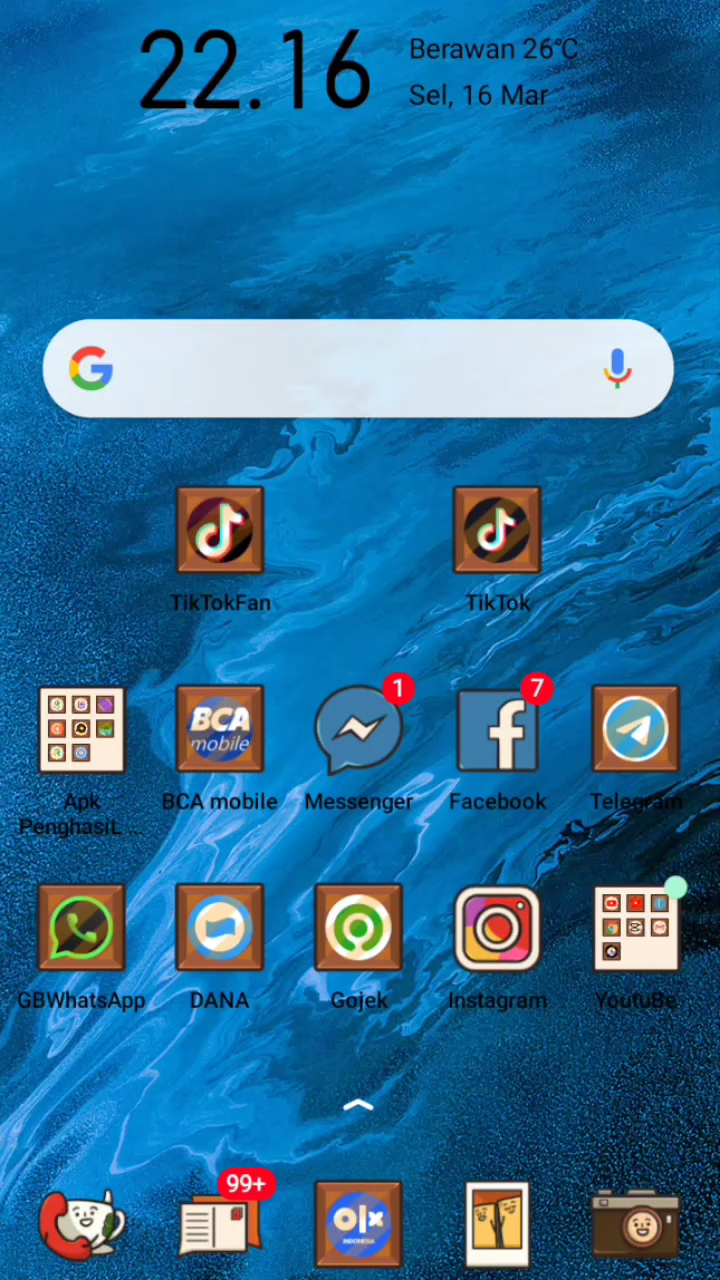 22.16
Berawan 26°C
Sel, 16 Mar
TikTokFan
TikTok
1
7
BCA
mobile
Apk
PenghasiL ...
BCA mobile
Messenger
Facebook
Telegram
GBWhatsApp
DANA
Gojek
Instagram
YoutuBe
99+
olx
INDONESIA